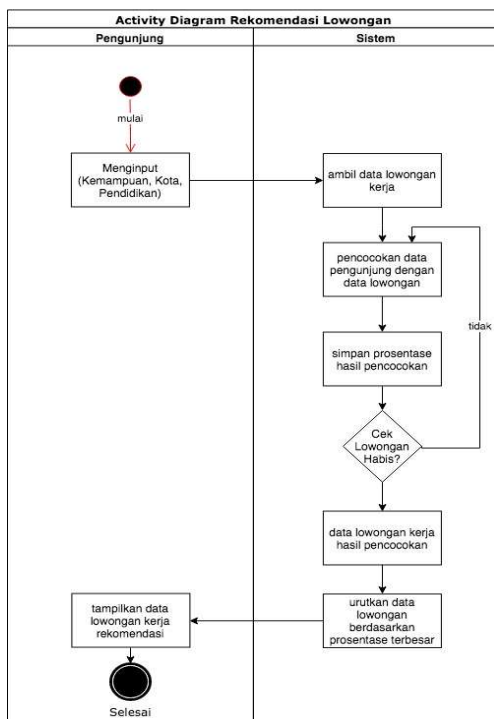 Activity Diagram Rekomendasi Lowongan
Pengunjung
Sistem
mulai
Menginput
(Kemampuan, Kota,
Pendidikan)
ambil data lowongan
kerja
pencocokan data
pengunjung dengan
data lowongan
tidak
simpan prosentase
hasil pencocokan
Cek
Lowongan
Habis?
data lowongan kerja
hasil pencocokan
urutkan data
lowongan
berdasarkan
prosentase terbesar
tampilkan data
lowongan kerja
rekomendasi
Selesai